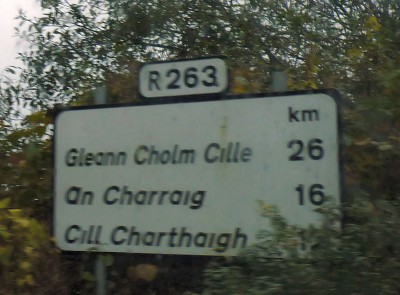 R263
km
Gleann Cholm Cille 26
an Charraig 16
Cill Charthaigh